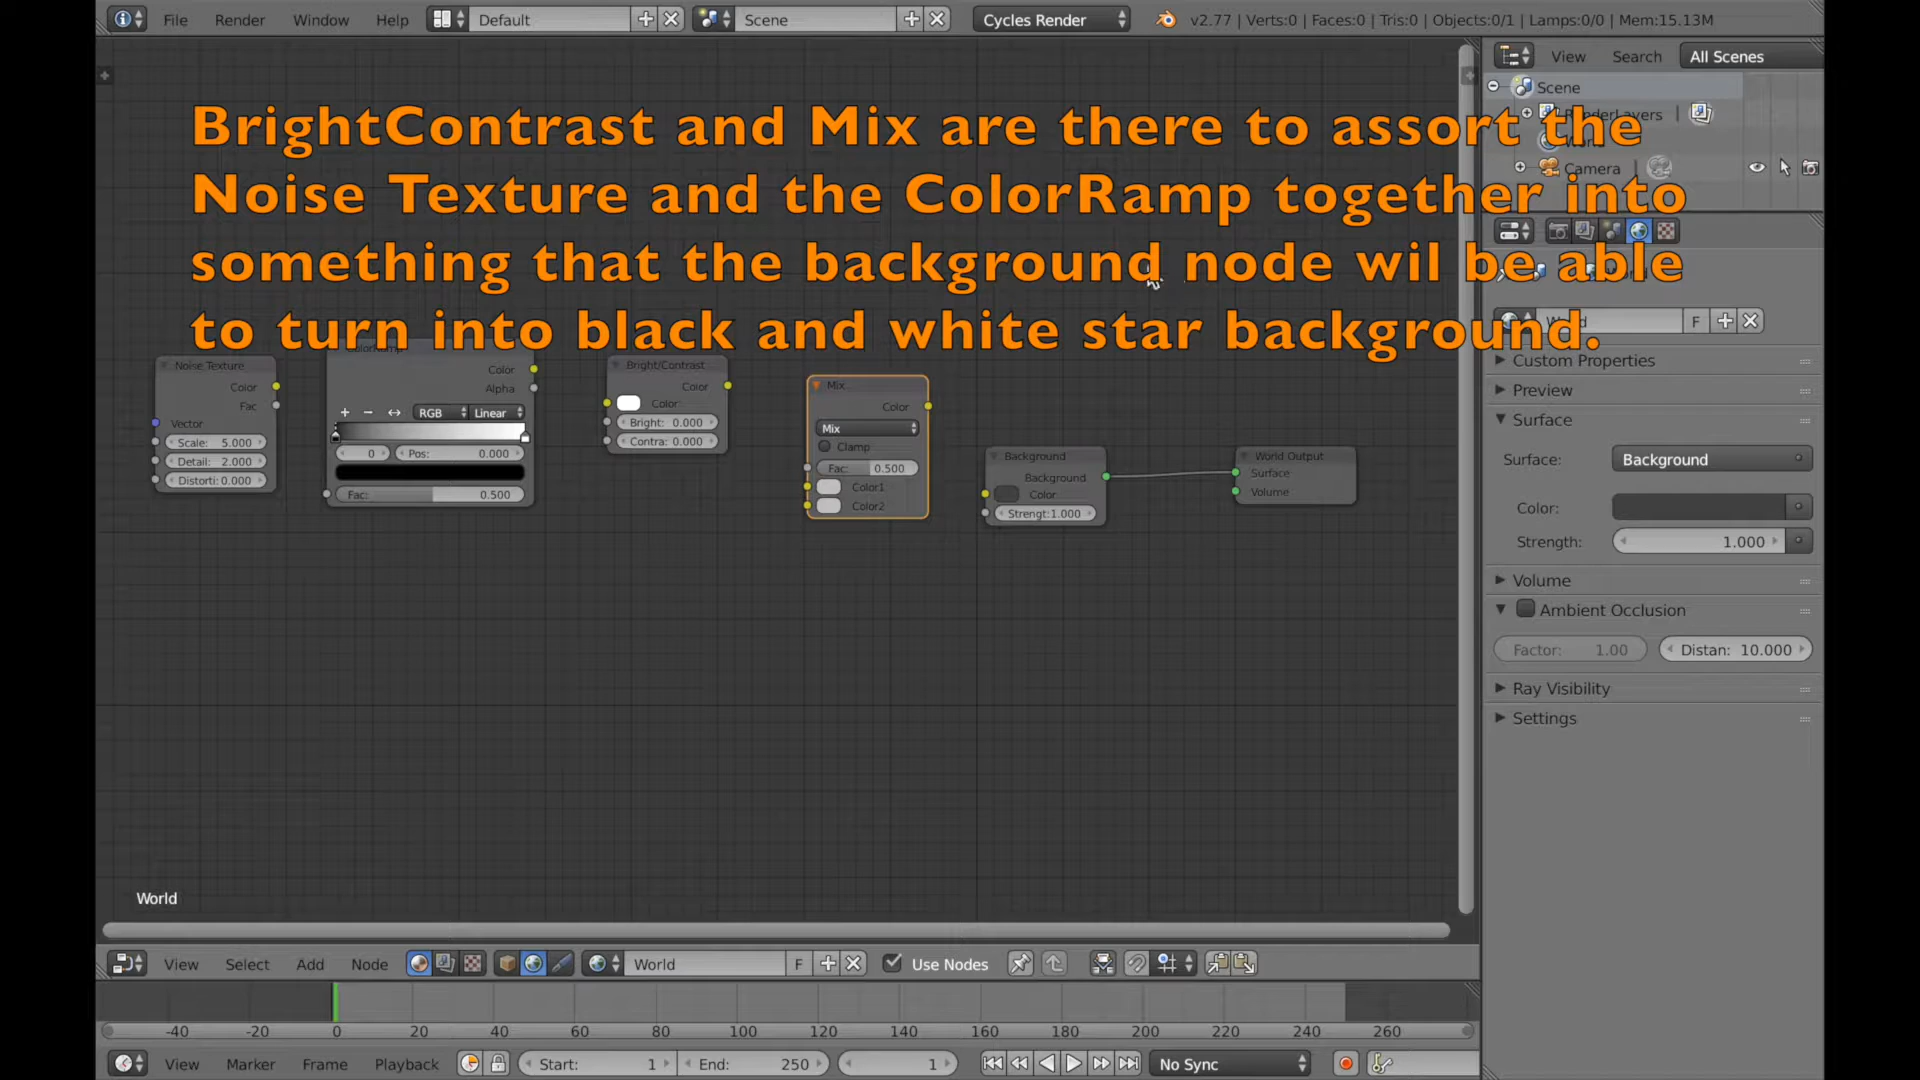 File Render Window Help Default Scene Cycles Render v2.77 | Verts:0 | Faces:0 | Tris:0 | Objects:0/1 | Lamps:0/0 | Mem:15.13M
View Search All Scenes
Scene
RenderLayers
Camera
BrightContrast and Mix are there to assort the
Noise Texture and the ColorRamp together into
something that the background node wil be able
to turn into black and white star background.
Noise Texture
Color
Fac
Vector
Scale: 5.000
Detail: 2.000
Distorti: 0.000
ColorRamp
Color
Alpha
RGB Linear
0 Pos: 0.000
Fac: 0.500
Bright/Contrast
Color
Color
Bright: 0.000
Contra: 0.000
Mix
Color
Mix
Clamp
Fac: 0.500
Color1
Color2
Background
Background
Color
Strengt:1.000
World Output
Surface
Volume
World
F
Custom Properties
Preview
Surface
Surface: Background
Color:
Strength: 1.000
Volume
Ambient Occlusion
Factor: 1.00 Distan: 10.000
Ray Visibility
Settings
World
View Select Add Node World F Use Nodes
-40 -20 0 20 40 60 80 100 120 140 160 180 200 220 240 260
View Marker Frame Playback Start: 1 End: 250 1 No Sync